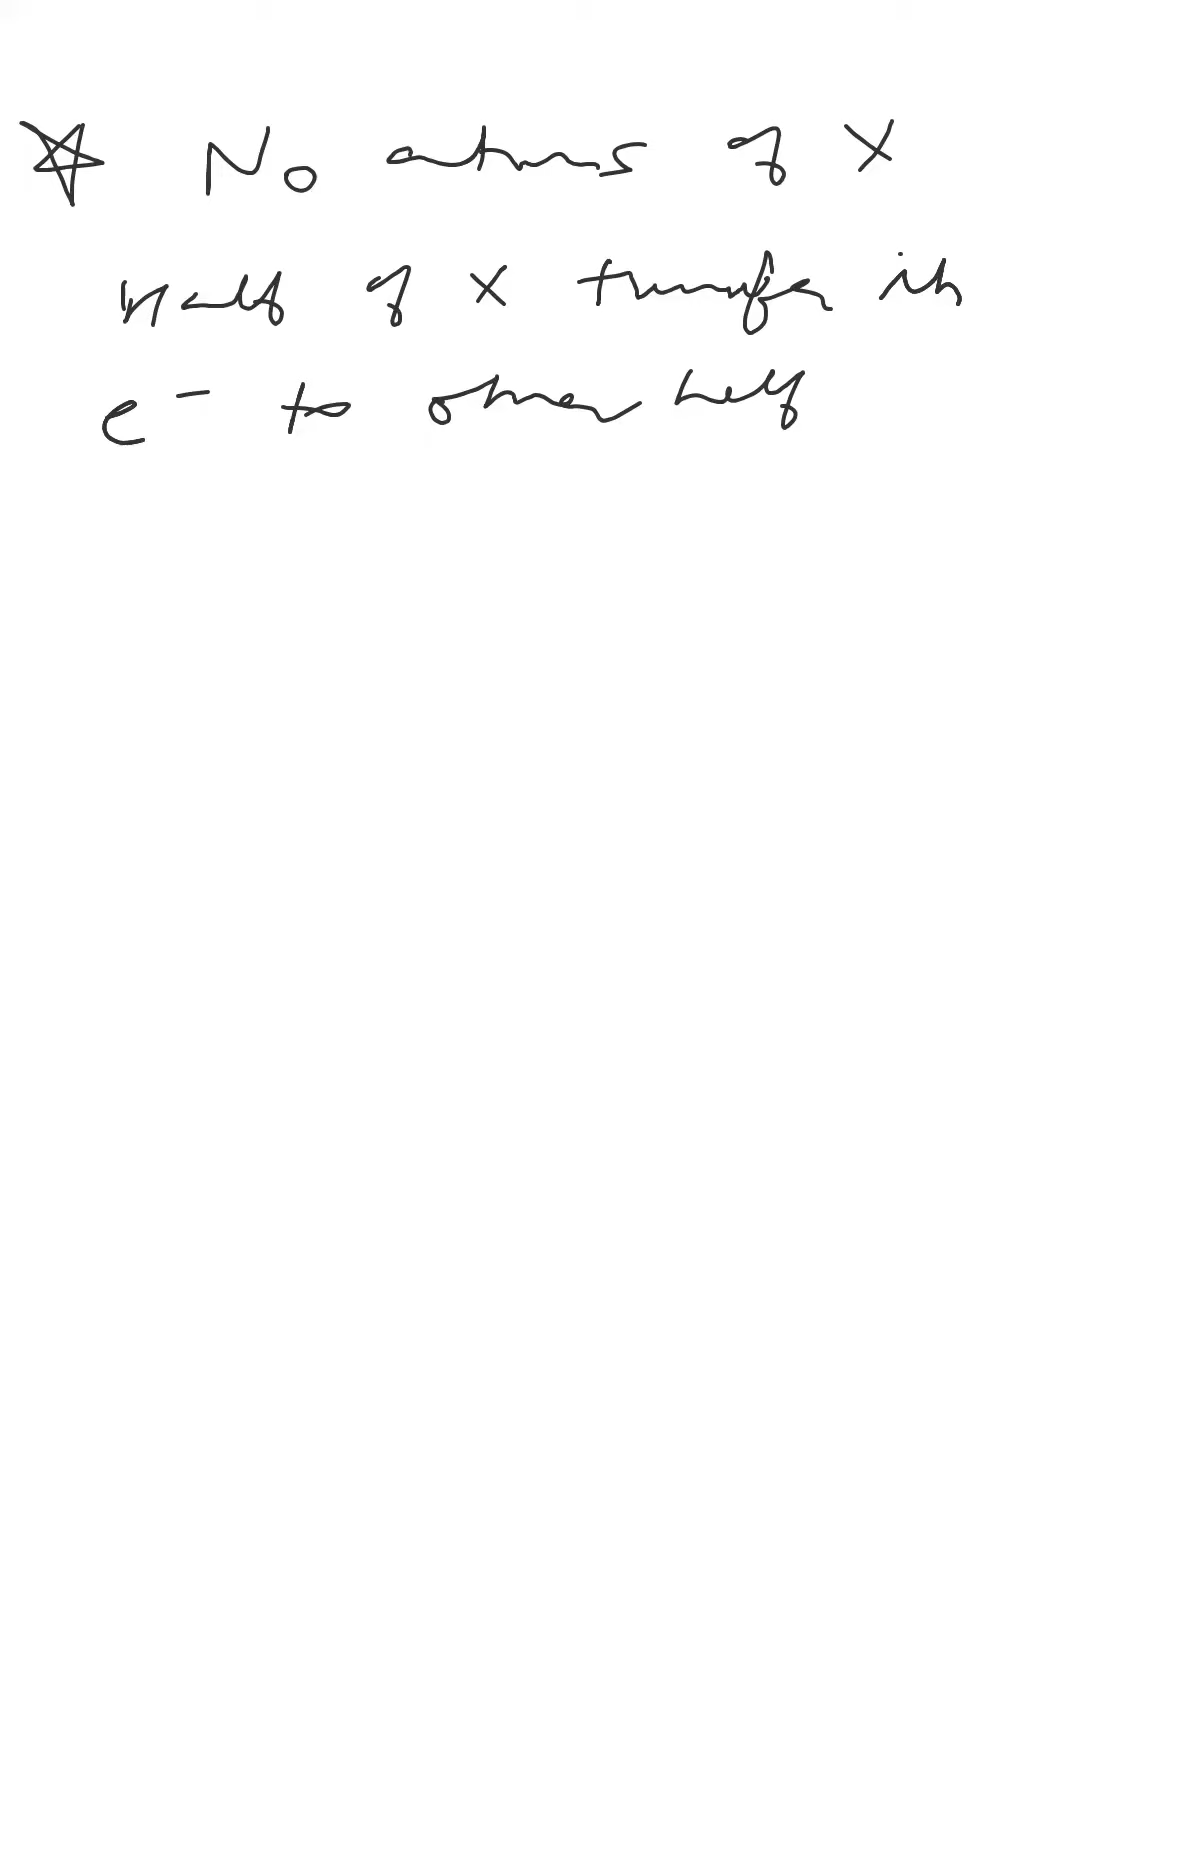 No atoms of X
half of X transfer its
e⁻ to other half